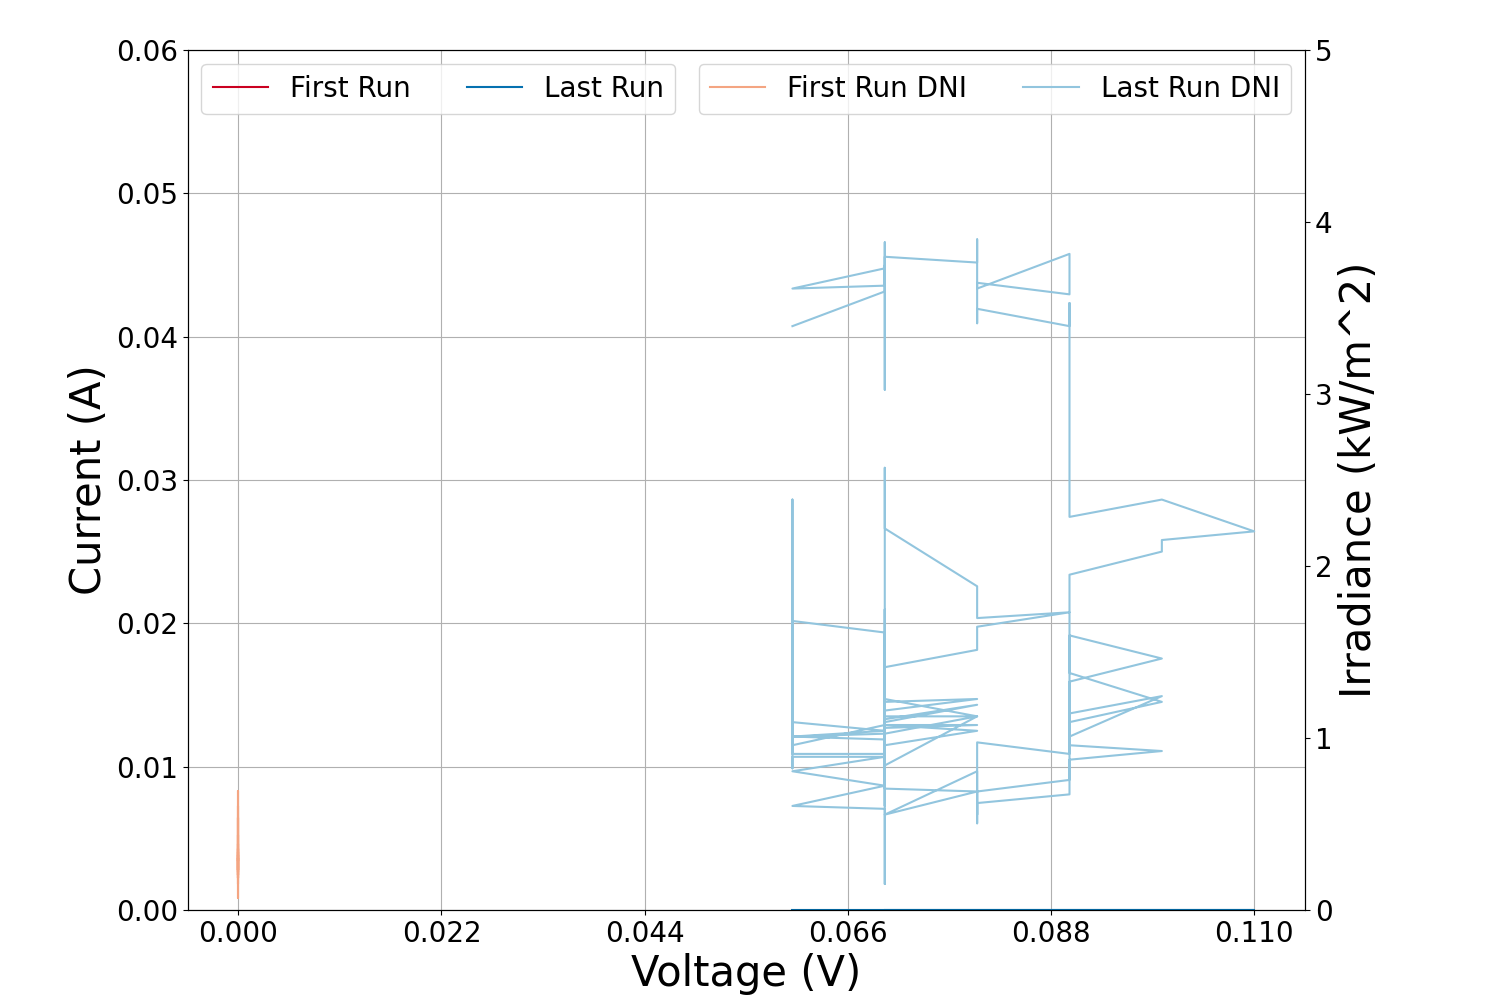 First Run
Last Run
First Run DNI
Last Run DNI
Current (A)
0.06
0.05
0.04
0.03
0.02
0.01
0.00
0.000 0.022 0.044 0.066 0.088 0.110
Voltage (V)
5
4
3
2
1
0
Irradiance (kW/m^2)